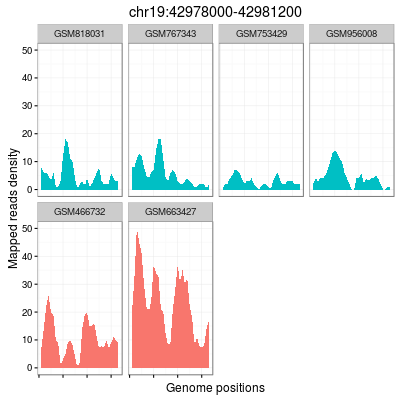 chr19:42978000-42981200
GSM818031 GSM767343 GSM753429 GSM956008
50
40
30
20
10
0
Mapped reads density
GSM466732 GSM663427
50
40
30
20
10
0
Genome positions